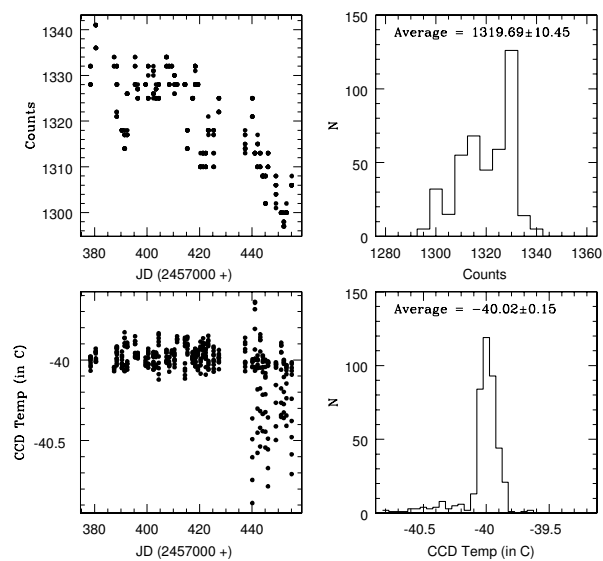 1340
1330
1320
1310
1300
Counts
380 400 420 440
JD (2457000 +)
150
100
50
0
N
Average = 1319.69±10.45
1280 1300 1320 1340 1360
Counts
-40
-40.5
CCD Temp (in C)
380 400 420 440
JD (2457000 +)
150
100
50
0
N
Average = −40.02±0.15
-40.5 -40 -39.5
CCD Temp (in C)